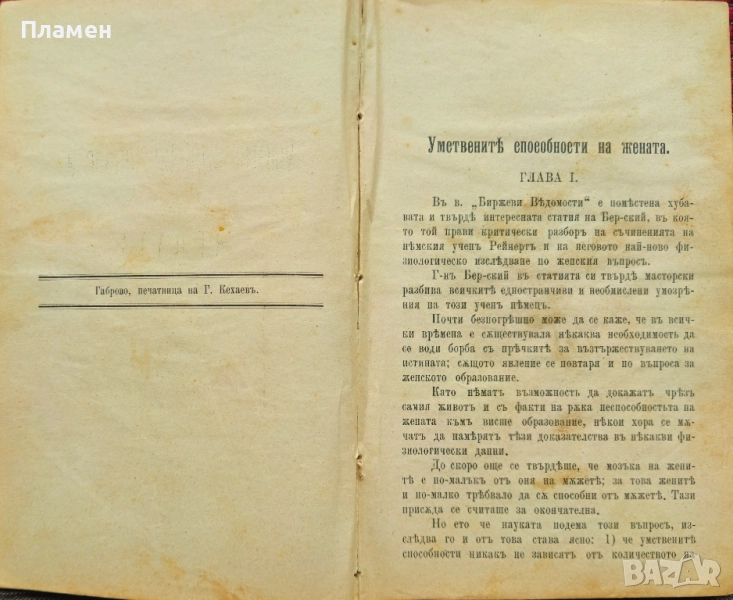 Пламен
Габрово, печатница на Г. Кехаевъ.
Умственитѣ способности на жената.
ГЛАВА I.
Въ в. „Биржеви Вѣдомости“ е помѣстена хуба-
вата и твърдѣ интересната статия на Бер-ский, въ коя-
то той прави критически разборъ на съчиненията на
нѣмския ученъ Рейнертъ и на неговото най-ново фи-
зиологическо изслѣдване по женския въпросъ.
Г-нъ Бер-ский въ статията си твърдѣ масторски
разбива всичкитѣ едностранчиви и необмислени умозрѣ-
ния на този ученъ нѣмецъ.
Почти безпогрѣшно може да се каже, че въ всич-
ки врѣмена е сѫществувала нѣкаква необходимость да
се води борба съ прѣчкитѣ за възтържествуването на
истината; сѫщото явление се повтаря и по въпроса за
женското образование.
Като нѣматъ възможность да докажатъ чрѣзъ
самия животъ и съ факти на рѫка неспособностьта на
жената къмъ висше образование, нѣкои хора се мѫ-
чатъ да намѣрятъ тѣзи доказателства въ нѣкакви фи-
зиологически данни.
До скоро още се твърдѣше, че мозъка на жени-
тѣ е по-малъкъ отъ оня на мѫжетѣ; за това женитѣ
и по-малко трѣбвало да сѫ способни отъ мѫжетѣ. Тази
присѫда се считаше за окончателна.
Но ето че науката подема този въпросъ, изс-
лѣдва го и отъ това става ясно: 1) че умственитѣ
способности никакъ не зависятъ отъ количеството на
BAZAR